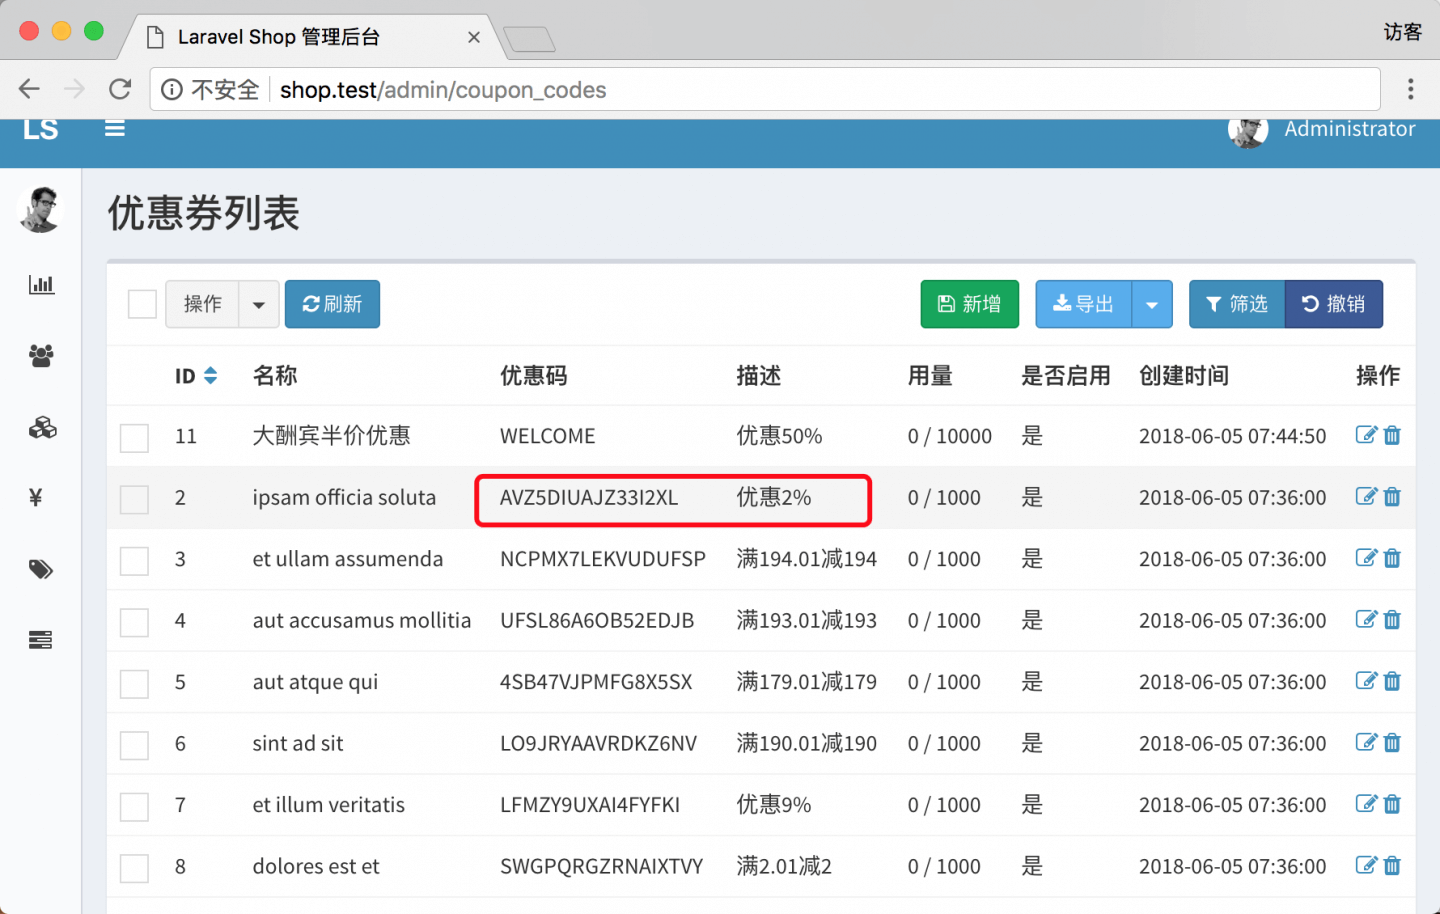 Laravel Shop 管理后台
访客
不安全 shop.test/admin/coupon_codes
LS Administrator
优惠券列表
操作 刷新 新增 导出 筛选 撤销
ID 名称 优惠码 描述 用量 是否启用 创建时间 操作
11 大酬宾半价优惠 WELCOME 优惠50% 0 / 10000 是 2018-06-05 07:44:50
2 ipsam officia soluta AVZ5DIUAJZ33I2XL 优惠2% 0 / 1000 是 2018-06-05 07:36:00
3 et ullam assumenda NCPMX7LEKVUDUFSP 满194.01减194 0 / 1000 是 2018-06-05 07:36:00
4 aut accusamus mollitia UFSL86A6OB52EDJB 满193.01减193 0 / 1000 是 2018-06-05 07:36:00
5 aut atque qui 4SB47VJPMFG8X5SX 满179.01减179 0 / 1000 是 2018-06-05 07:36:00
6 sint ad sit LO9JRYAAVRDKZ6NV 满190.01减190 0 / 1000 是 2018-06-05 07:36:00
7 et illum veritatis LFMZY9UXAI4FYFKI 优惠9% 0 / 1000 是 2018-06-05 07:36:00
8 dolores est et SWGPQRGZRNAIXTVY 满2.01减2 0 / 1000 是 2018-06-05 07:36:00